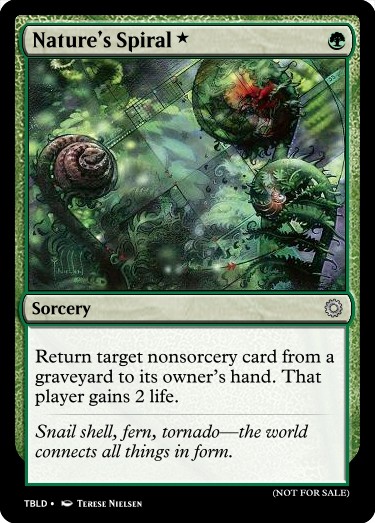 Nature's Spiral ★
Sorcery
Return target nonsorcery card from a
graveyard to its owner's hand. That
player gains 2 life.
Snail shell, fern, tornado—the world
connects all things in form.
(NOT FOR SALE)
TBLD • Terese Nielsen